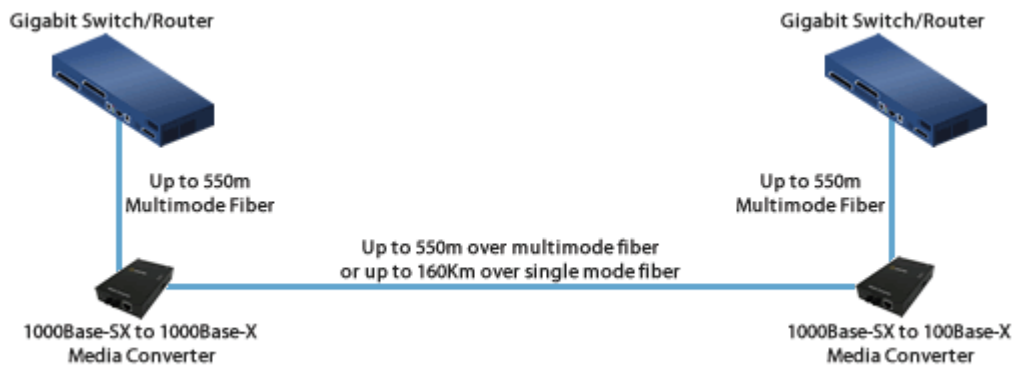 Gigabit Switch/Router
Gigabit Switch/Router
Up to 550m
Multimode Fiber
Up to 550m
Multimode Fiber
Up to 550m over multimode fiber
or up to 160Km over single mode fiber
1000Base-SX to 1000Base-X
Media Converter
1000Base-SX to 100Base-X
Media Converter